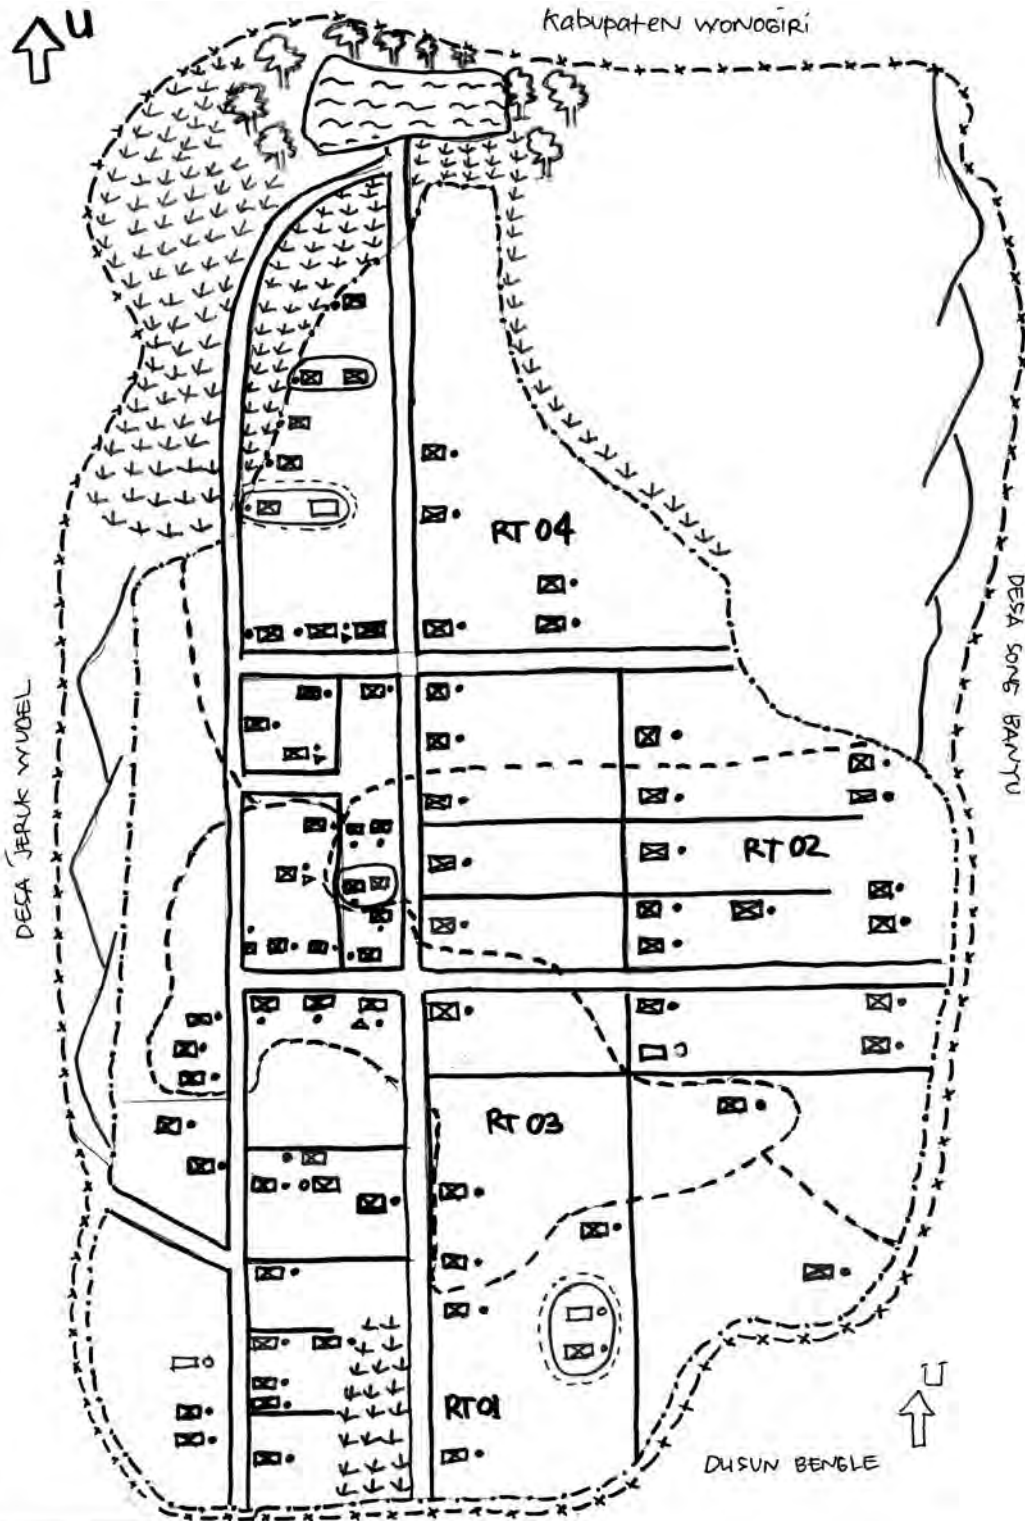 U
Kabupaten WONOGIRI
RT 04
DESA SONG BANYU
DESA JERUK WUDEL
RT 02
RT 03
RT 01
U
DUSUN BENGLE